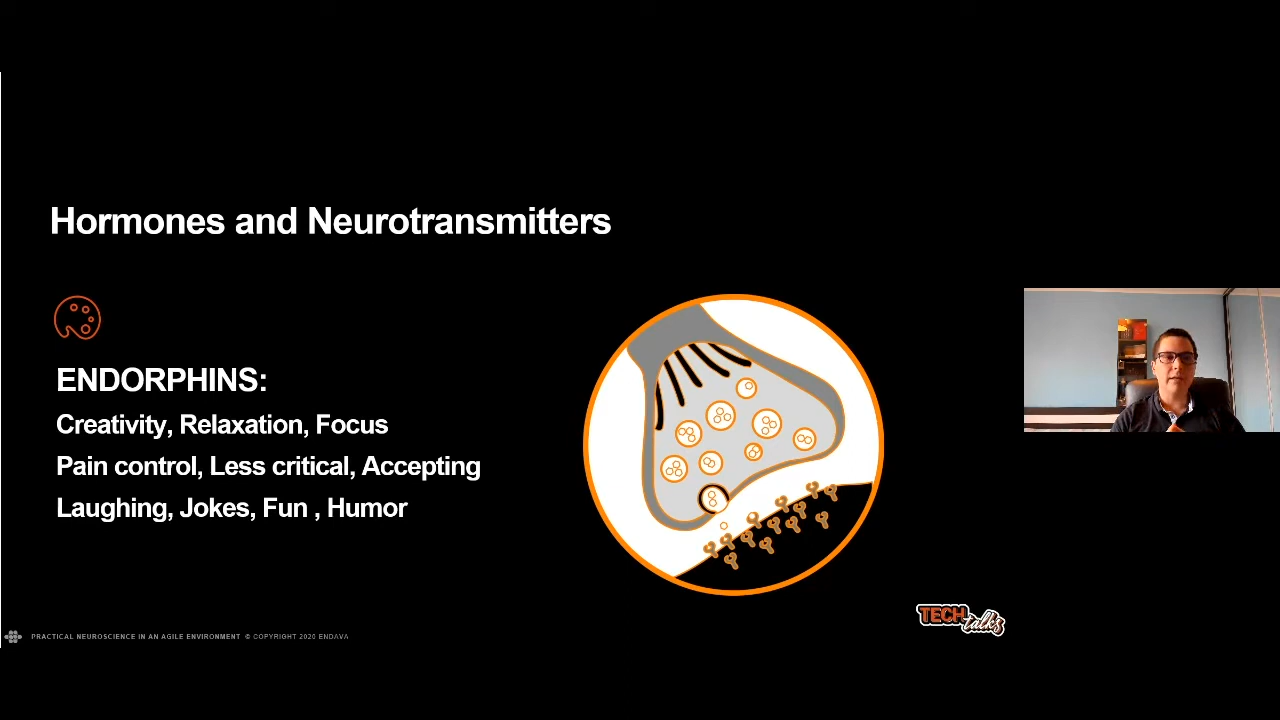 Hormones and Neurotransmitters
ENDORPHINS:
Creativity, Relaxation, Focus
Pain control, Less critical, Accepting
Laughing, Jokes, Fun , Humor
PRACTICAL NEUROSCIENCE IN AN AGILE ENVIRONMENT © COPYRIGHT 2020 ENDAVA
TECH
talks